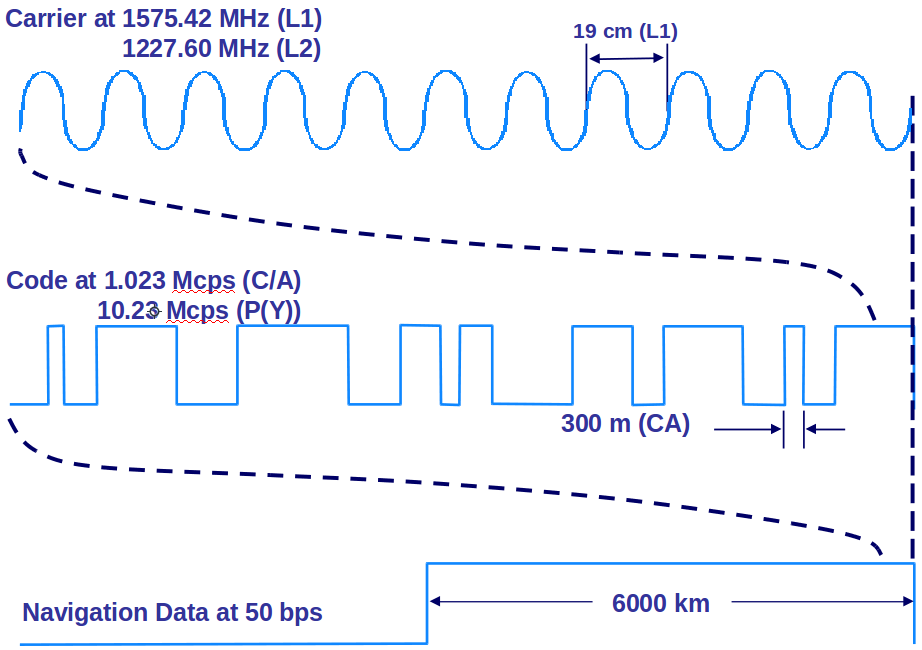 Carrier at 1575.42 MHz (L1)
1227.60 MHz (L2)
19 cm (L1)
Code at 1.023 Mcps (C/A)
10.23 Mcps (P(Y))
300 m (CA)
Navigation Data at 50 bps
6000 km